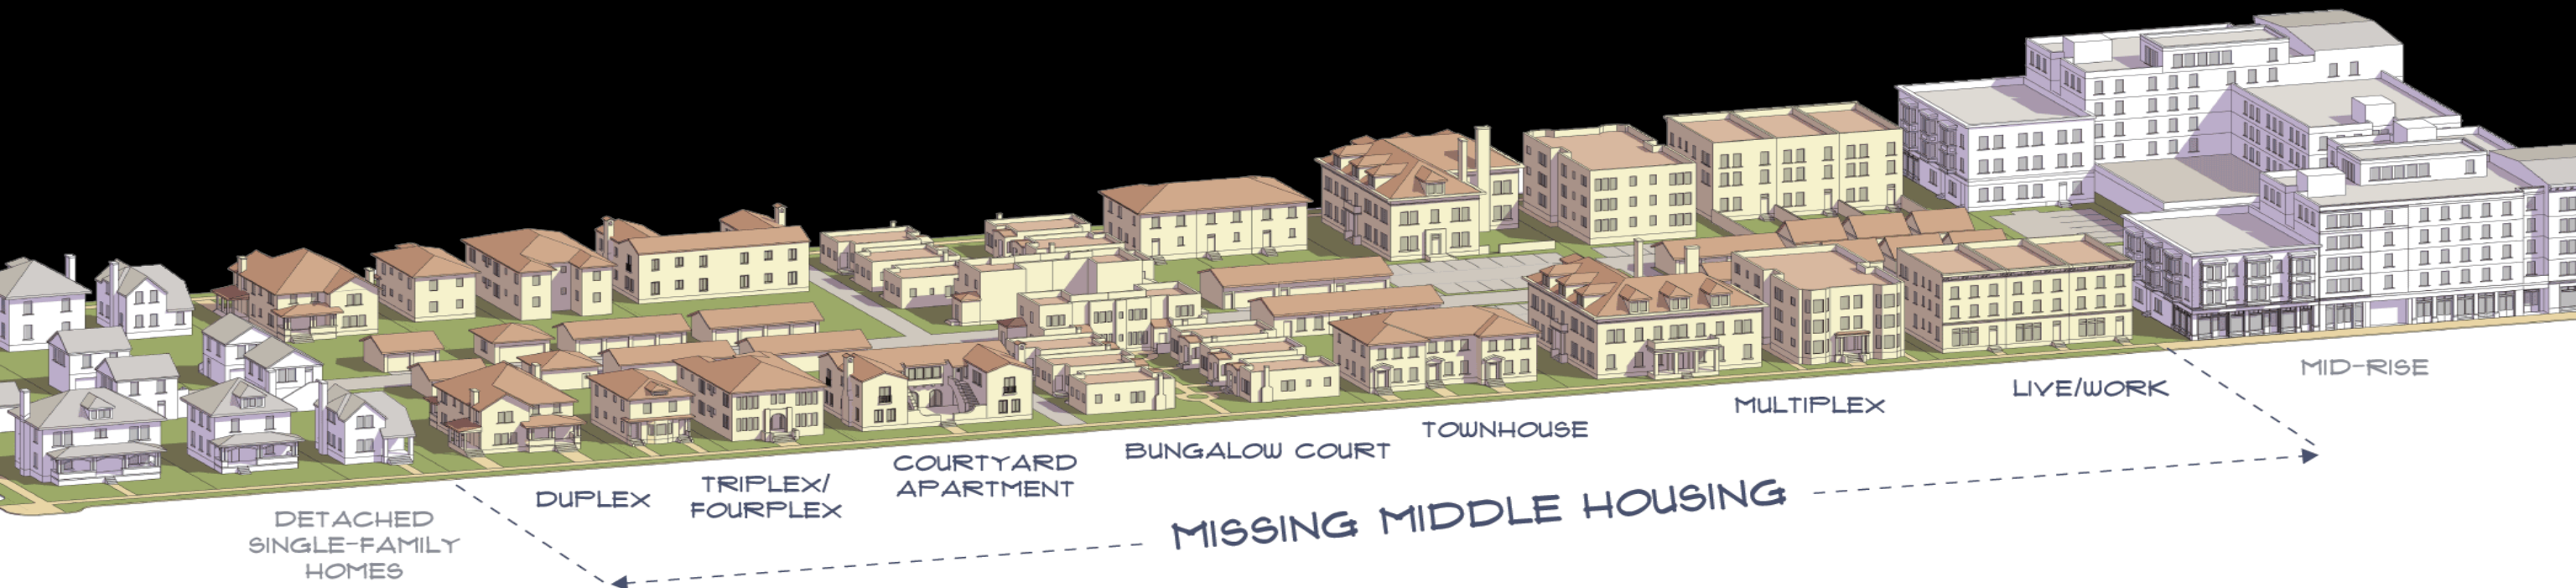 DETACHED
SINGLE-FAMILY
HOMES
DUPLEX
TRIPLEX/
FOURPLEX
COURTYARD
APARTMENT
BUNGALOW COURT
TOWNHOUSE
MULTIPLEX
LIVE/WORK
MID-RISE
MISSING MIDDLE HOUSING